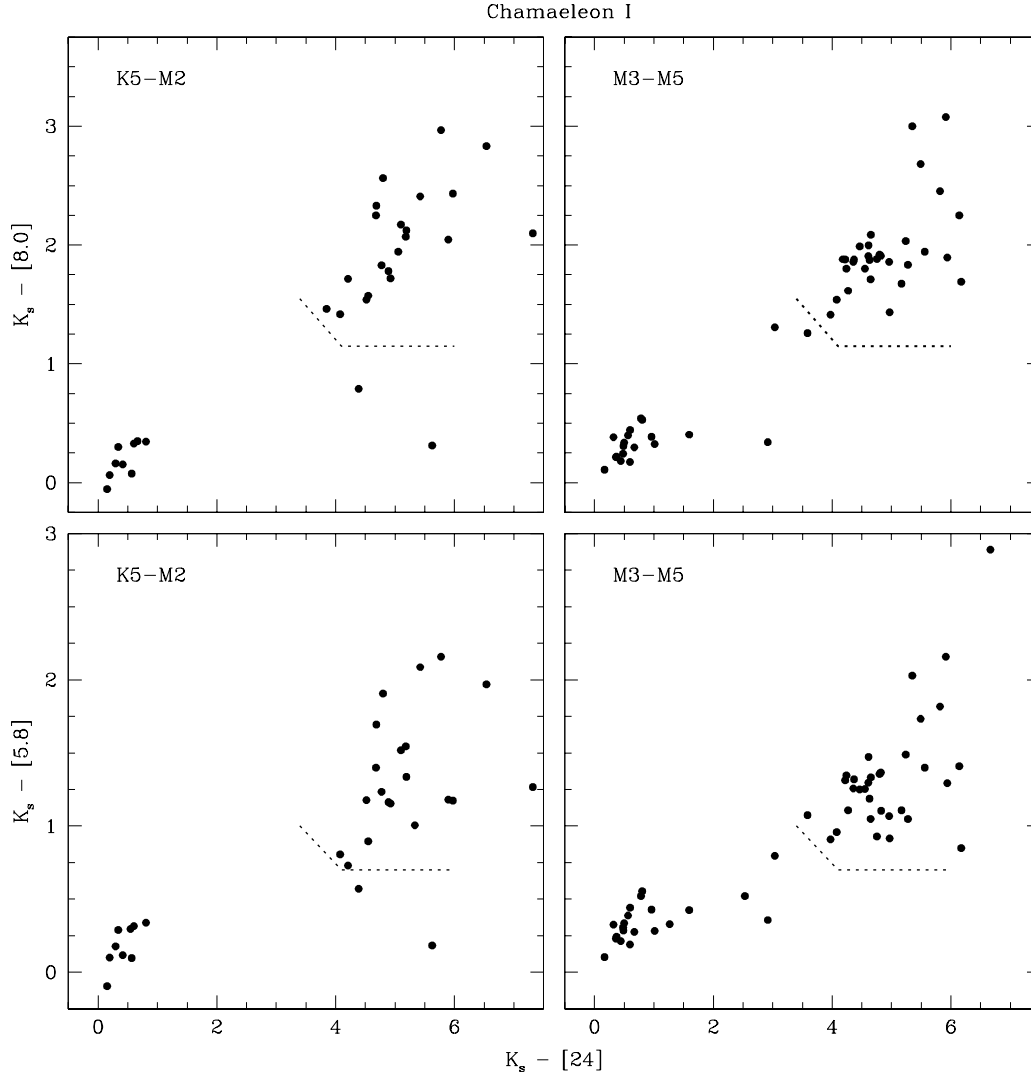 Chamaeleon I
K5-M2
M3-M5
3
2
1
0
Ks - [8.0]
K5-M2
M3-M5
3
2
1
0
Ks - [5.8]
0 2 4 6 0 2 4 6
Ks - [24]